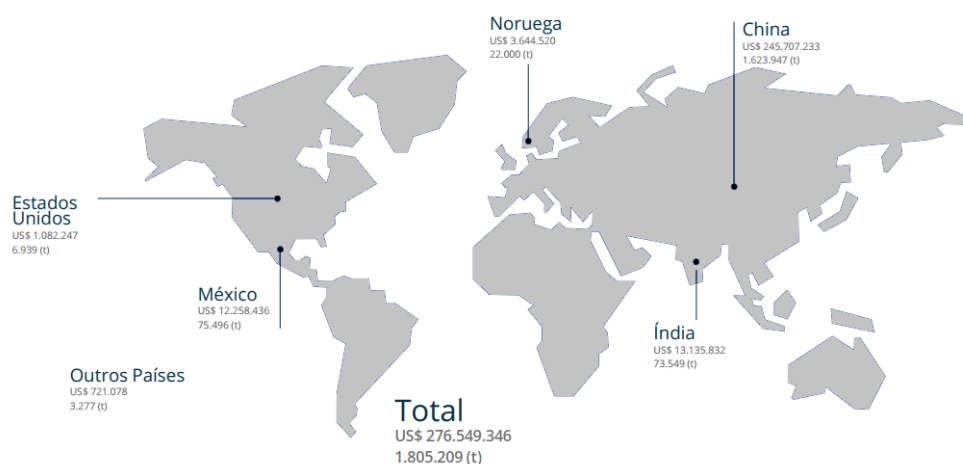 Noruega
US$ 3.644.520
22.000 (t)
China
US$ 245.707.233
1.623.947 (t)
Estados
Unidos
US$ 1.082.247
6.939 (t)
México
US$ 12.258.436
75.496 (t)
Índia
US$ 13.135.832
73.549 (t)
Outros Países
US$ 721.078
3.277 (t)
Total
US$ 276.549.346
1.805.209 (t)